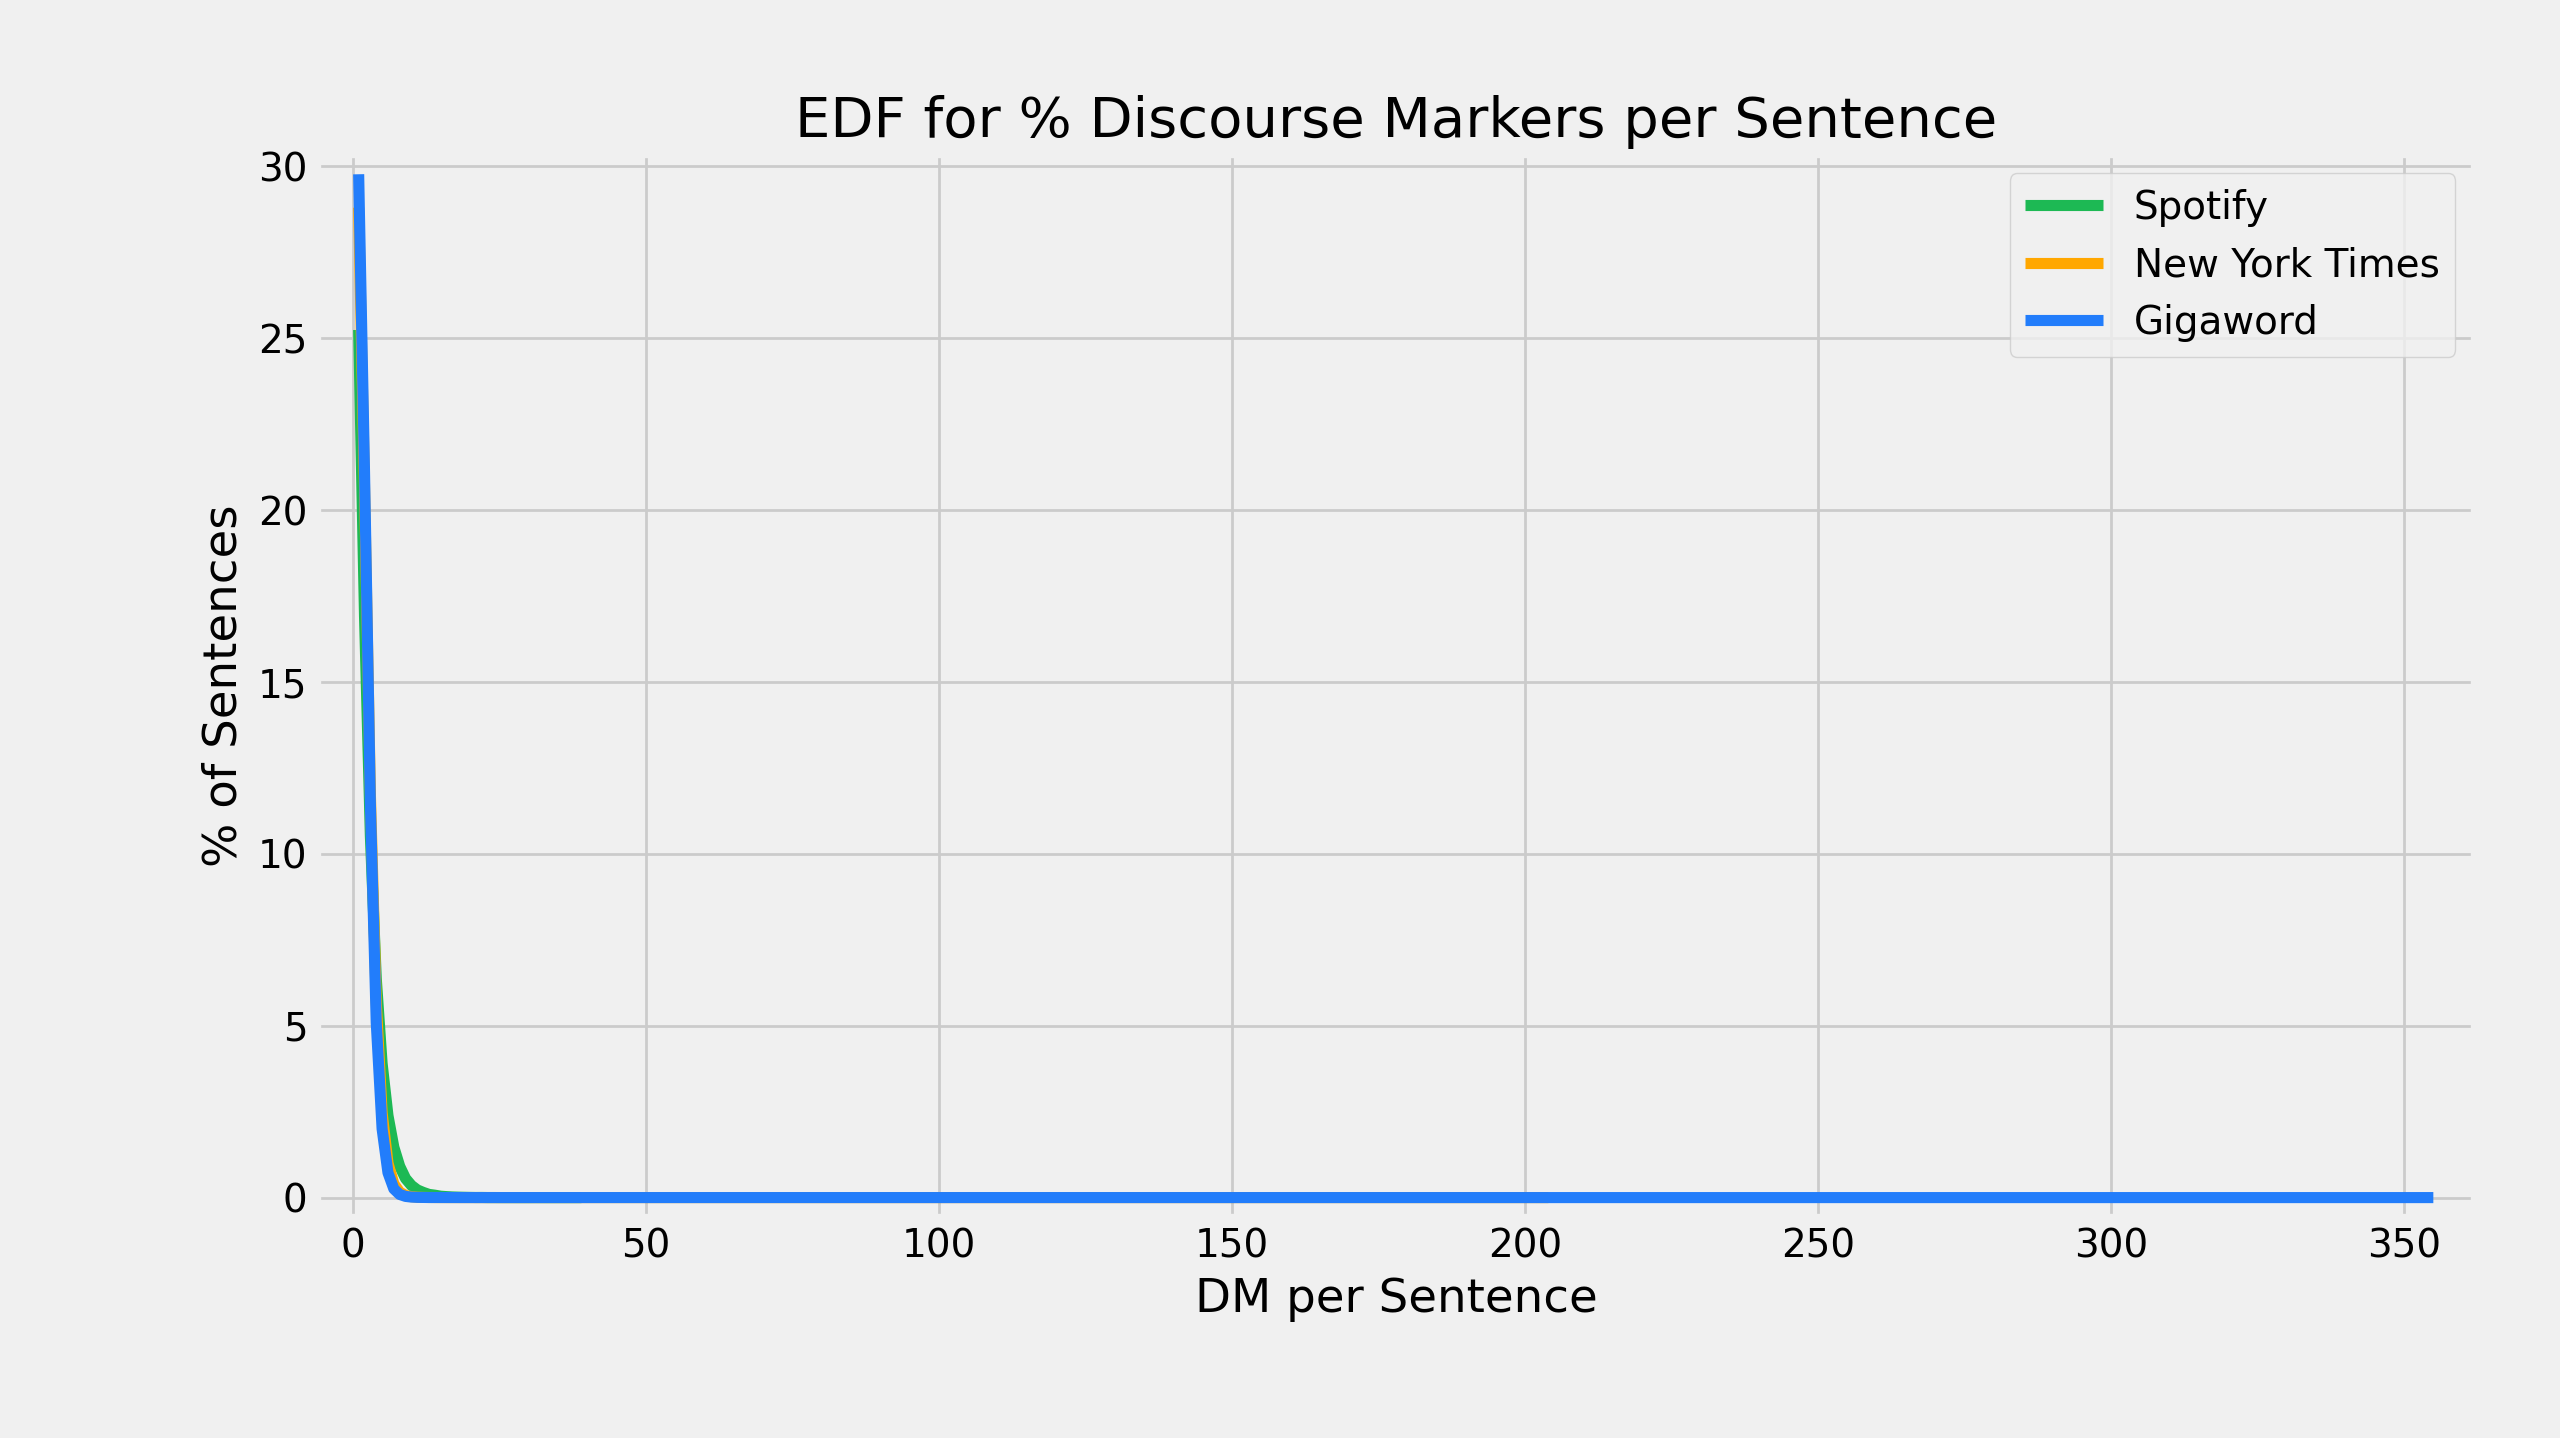 EDF for % Discourse Markers per Sentence
30
25
20
15
10
5
0
% of Sentences
Spotify
New York Times
Gigaword
0 50 100 150 200 250 300 350
DM per Sentence